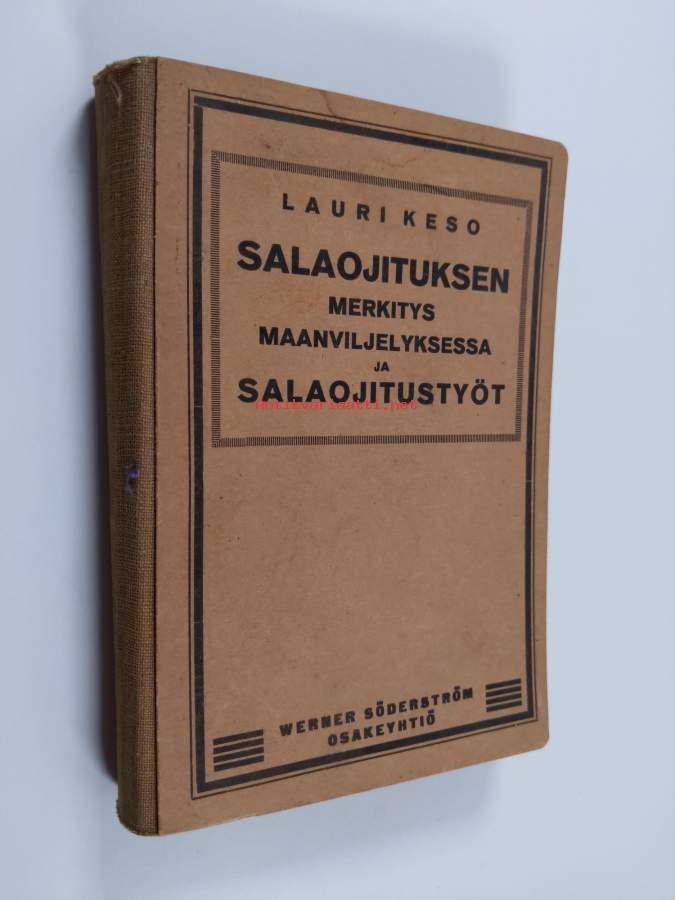 LAURI KESO
SALAOJITUKSEN
MERKITYS
MAANVILJELYKSESSA
JA
SALAOJITUSTYÖT
antikvariaatti.net
WERNER SÖDERSTRÖM
OSAKEYHTIÖ